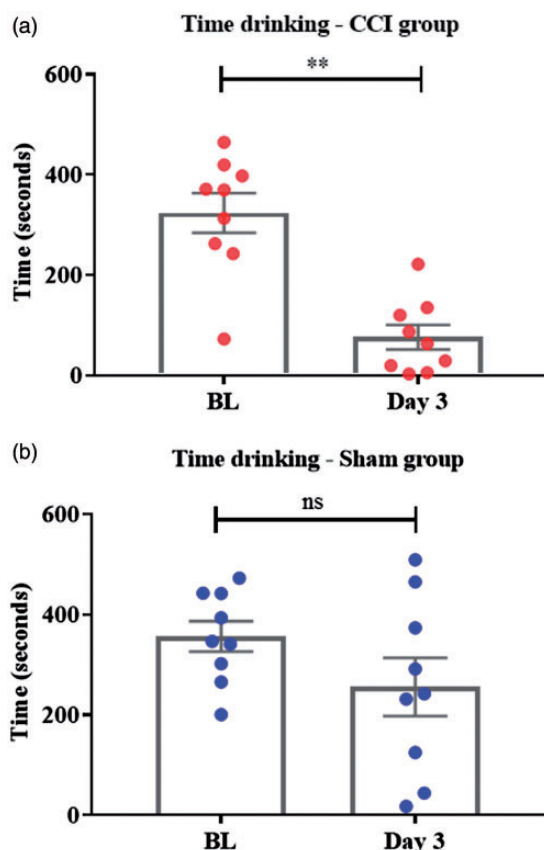 (a)
Time drinking - CCI group
**
600
400
200
0
Time (seconds)
BL
Day 3
(b)
Time drinking - Sham group
ns
600
400
200
0
Time (seconds)
BL
Day 3